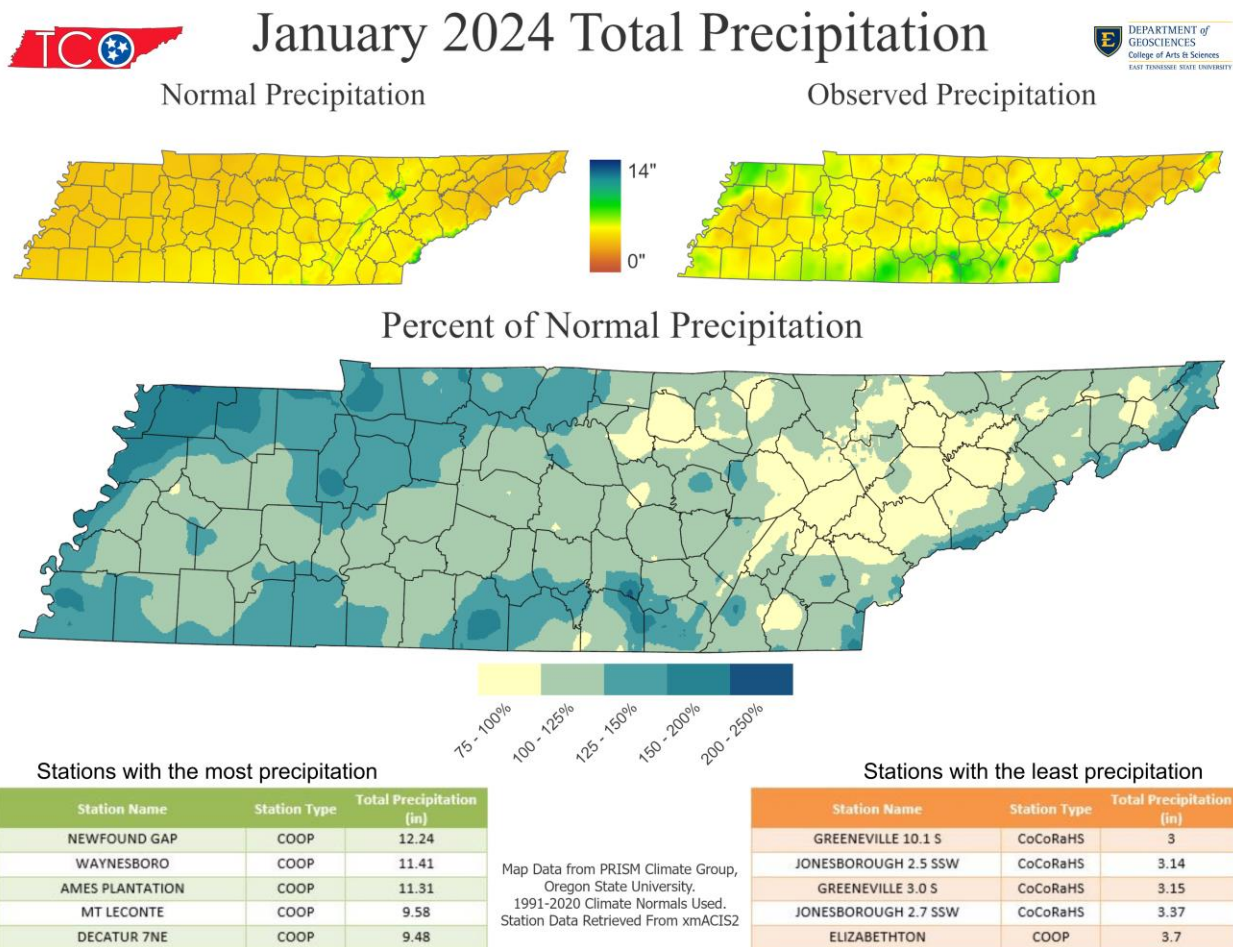 TCO
January 2024 Total Precipitation
E
DEPARTMENT of
GEOSCIENCES
College of Arts & Sciences
EAST TENNESSEE STATE UNIVERSITY
Normal Precipitation
Observed Precipitation
14"
0"
Percent of Normal Precipitation
75 - 100%
100 - 125%
125 - 150%
150 - 200%
200 - 250%
Stations with the most precipitation
Station Name Station Type Total Precipitation
(in)
NEWFOUND GAP COOP 12.24
WAYNESBORO COOP 11.41
AMES PLANTATION COOP 11.31
MT LECONTE COOP 9.58
DECATUR 7NE COOP 9.48
Map Data from PRISM Climate Group,
Oregon State University.
1991-2020 Climate Normals Used.
Station Data Retrieved From xmACIS2
Stations with the least precipitation
Station Name Station Type Total Precipitation
(in)
GREENEVILLE 10.1 S CoCoRaHS 3
JONESBOROUGH 2.5 SSW CoCoRaHS 3.14
GREENEVILLE 3.0 S CoCoRaHS 3.15
JONESBOROUGH 2.7 SSW CoCoRaHS 3.37
ELIZABETHTON COOP 3.7